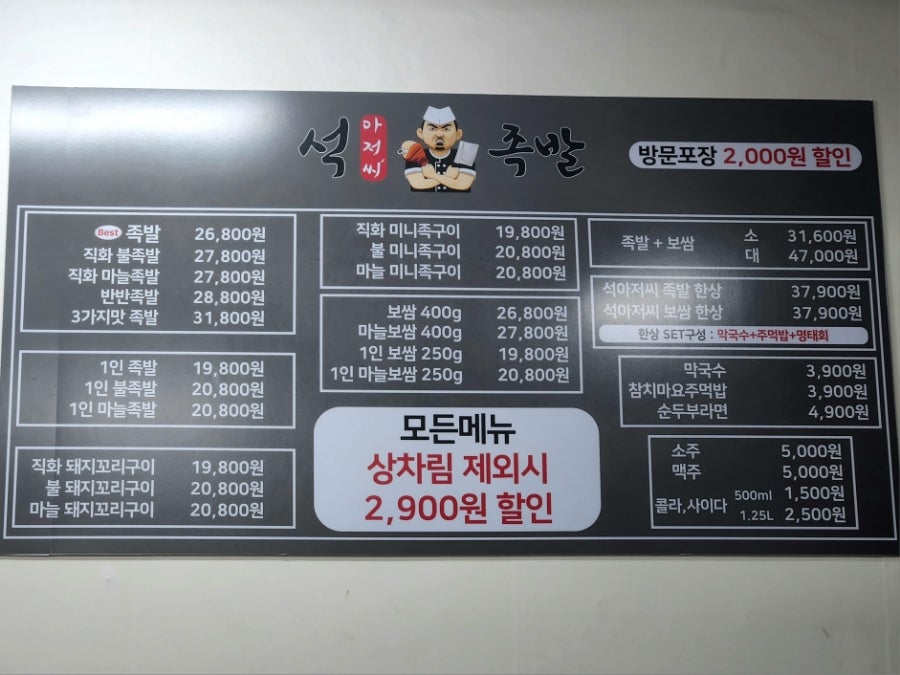 석 아저씨 족발
방문포장 2,000원 할인
Best 족발 26,800원
직화 불족발 27,800원
직화 마늘족발 27,800원
반반족발 28,800원
3가지맛 족발 31,800원
1인 족발 19,800원
1인 불족발 20,800원
1인 마늘족발 20,800원
직화 돼지꼬리구이 19,800원
불 돼지꼬리구이 20,800원
마늘 돼지꼬리구이 20,800원
직화 미니족구이 19,800원
불 미니족구이 20,800원
마늘 미니족구이 20,800원
보쌈 400g 26,800원
마늘보쌈 400g 27,800원
1인 보쌈 250g 19,800원
1인 마늘보쌈 250g 20,800원
모든메뉴
상차림 제외시
2,900원 할인
족발 + 보쌈 소 31,600원
대 47,000원
석아저씨 족발 한상 37,900원
석아저씨 보쌈 한상 37,900원
한상 SET구성 : 막국수+주먹밥+명태회
막국수 3,900원
참치마요주먹밥 3,900원
순두부라면 4,900원
소주 5,000원
맥주 5,000원
콜라,사이다 500ml 1,500원
1.25L 2,500원